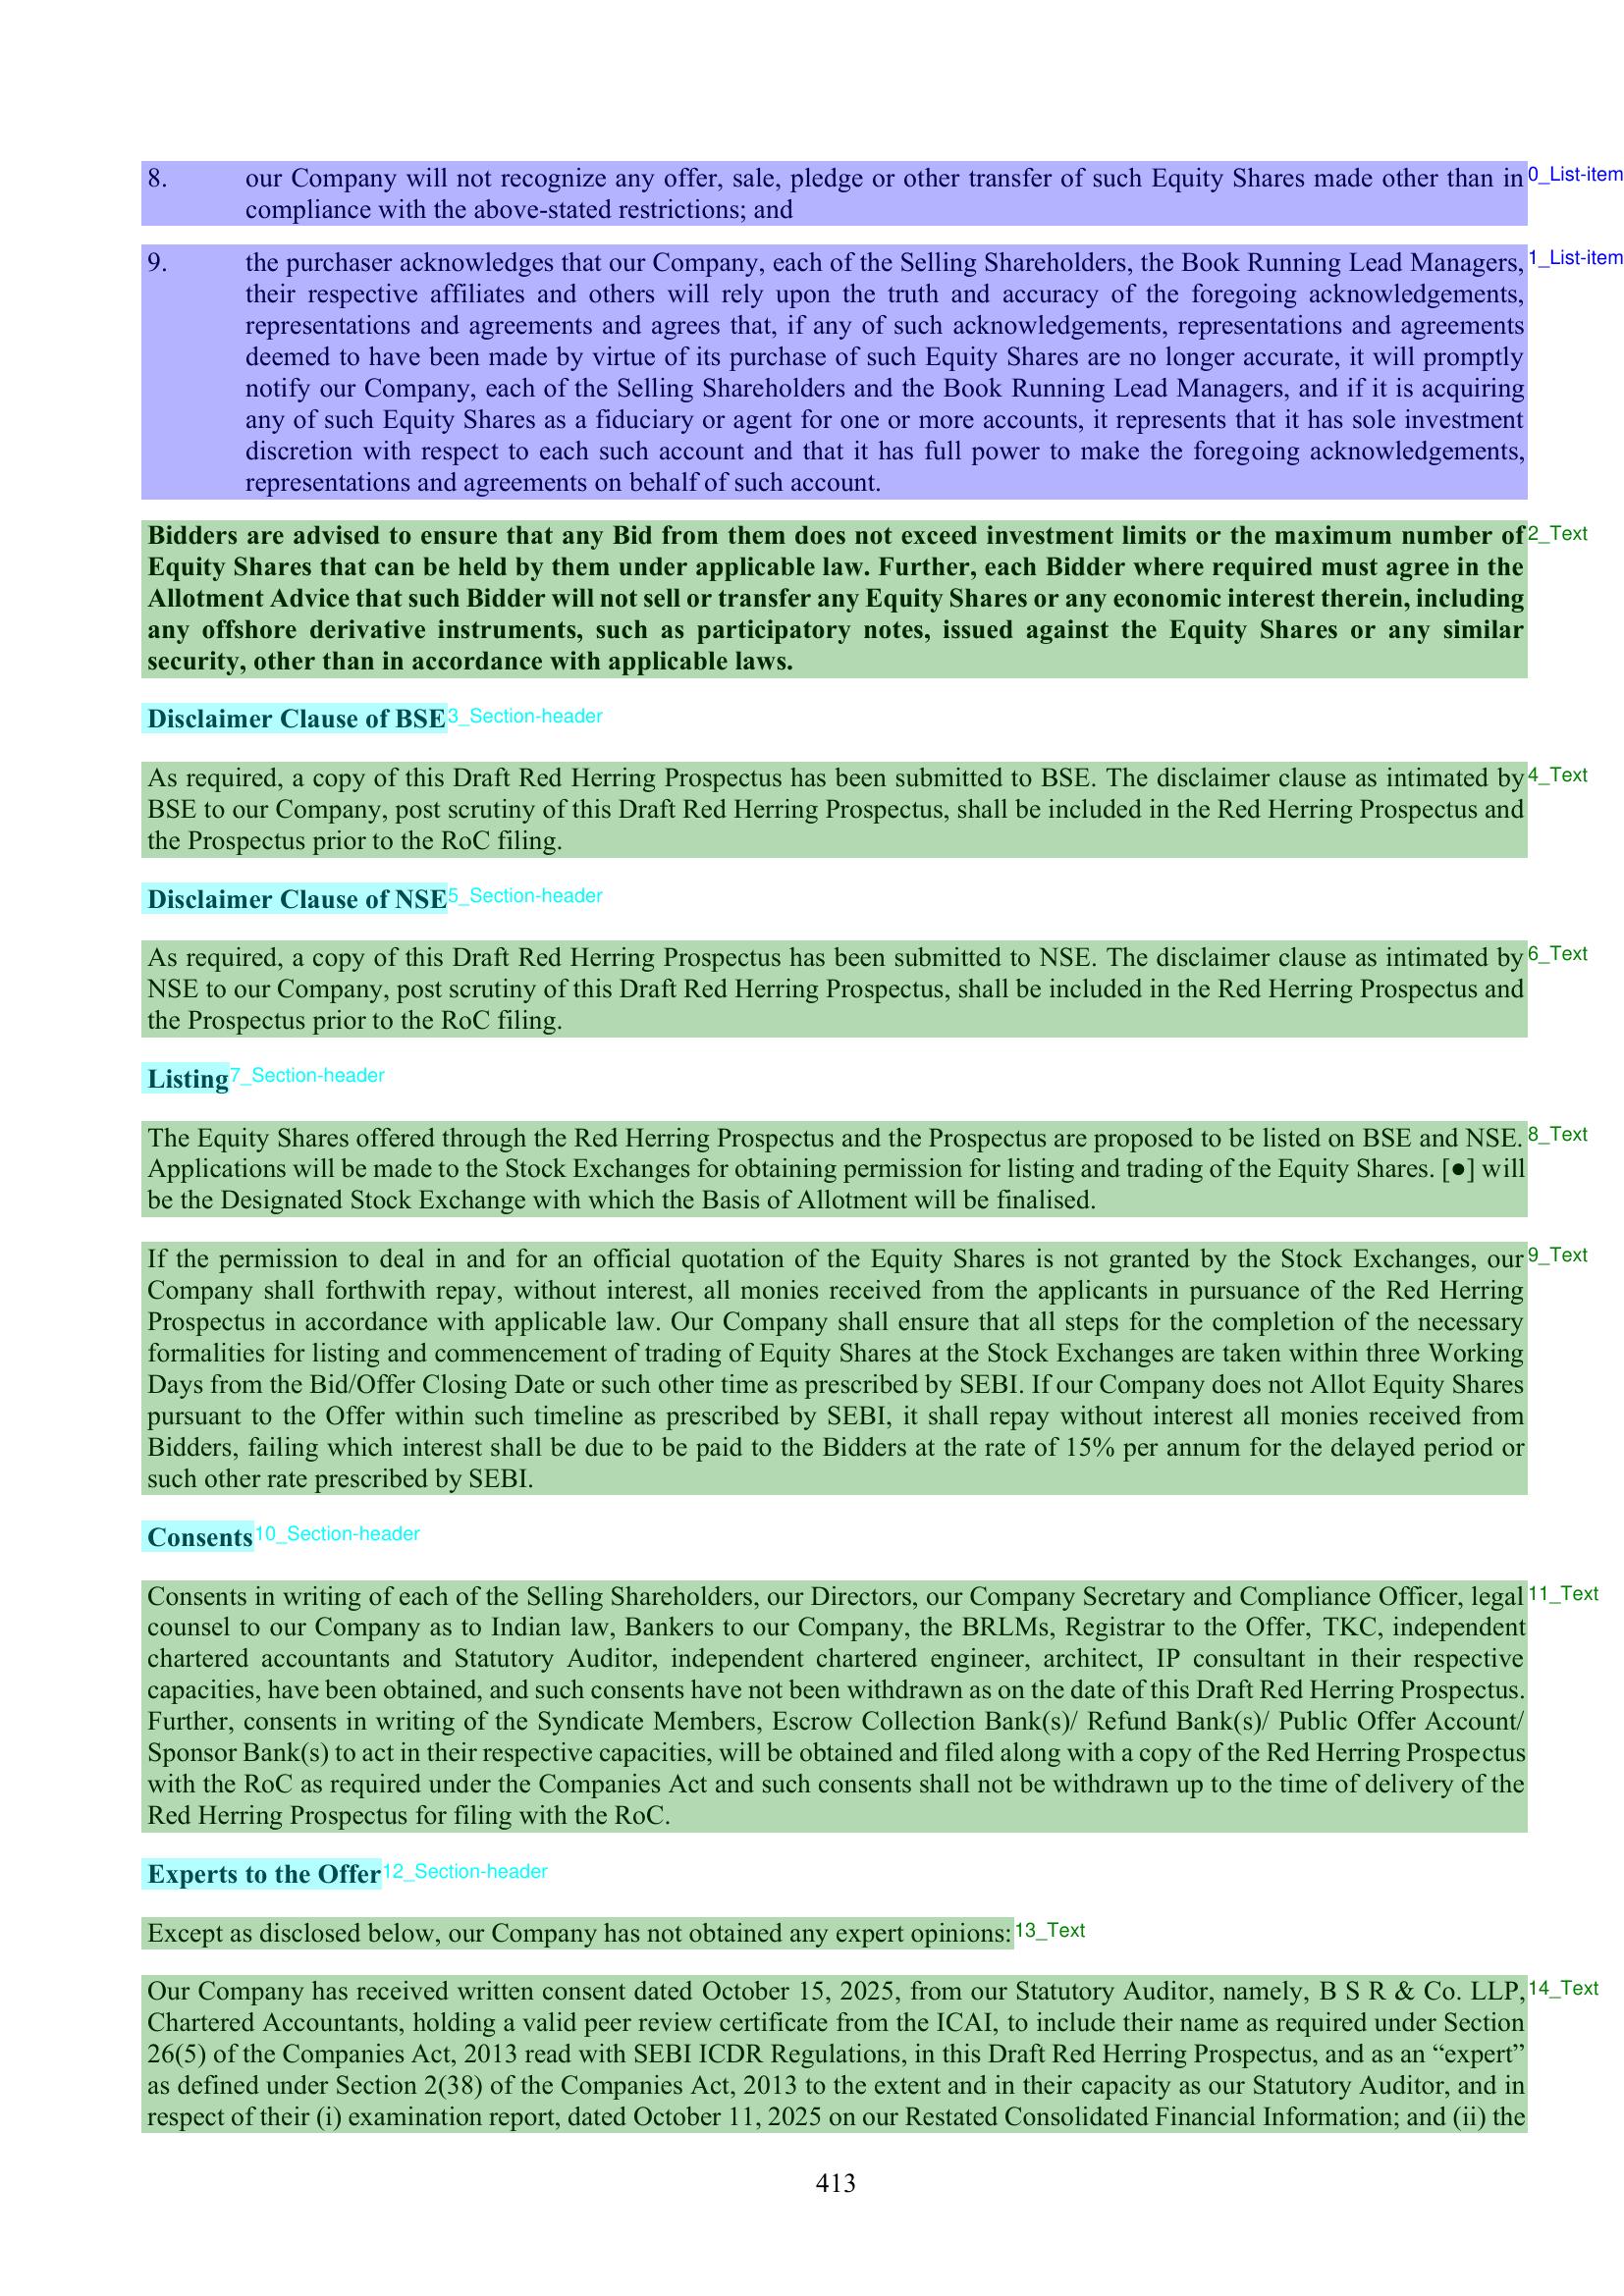 8. our Company will not recognize any offer, sale, pledge or other transfer of such Equity Shares made other than in 0_List-item
compliance with the above-stated restrictions; and
9. the purchaser acknowledges that our Company, each of the Selling Shareholders, the Book Running Lead Managers, 1_List-item
their respective affiliates and others will rely upon the truth and accuracy of the foregoing acknowledgements,
representations and agreements and agrees that, if any of such acknowledgements, representations and agreements
deemed to have been made by virtue of its purchase of such Equity Shares are no longer accurate, it will promptly
notify our Company, each of the Selling Shareholders and the Book Running Lead Managers, and if it is acquiring
any of such Equity Shares as a fiduciary or agent for one or more accounts, it represents that it has sole investment
discretion with respect to each such account and that it has full power to make the foregoing acknowledgements,
representations and agreements on behalf of such account.
Bidders are advised to ensure that any Bid from them does not exceed investment limits or the maximum number of 2_Text
Equity Shares that can be held by them under applicable law. Further, each Bidder where required must agree in the
Allotment Advice that such Bidder will not sell or transfer any Equity Shares or any economic interest therein, including
any offshore derivative instruments, such as participatory notes, issued against the Equity Shares or any similar
security, other than in accordance with applicable laws.
Disclaimer Clause of BSE 3_Section-header
As required, a copy of this Draft Red Herring Prospectus has been submitted to BSE. The disclaimer clause as intimated by 4_Text
BSE to our Company, post scrutiny of this Draft Red Herring Prospectus, shall be included in the Red Herring Prospectus and
the Prospectus prior to the RoC filing.
Disclaimer Clause of NSE 5_Section-header
As required, a copy of this Draft Red Herring Prospectus has been submitted to NSE. The disclaimer clause as intimated by 6_Text
NSE to our Company, post scrutiny of this Draft Red Herring Prospectus, shall be included in the Red Herring Prospectus and
the Prospectus prior to the RoC filing.
Listing 7_Section-header
The Equity Shares offered through the Red Herring Prospectus and the Prospectus are proposed to be listed on BSE and NSE. 8_Text
Applications will be made to the Stock Exchanges for obtaining permission for listing and trading of the Equity Shares. [●] will
be the Designated Stock Exchange with which the Basis of Allotment will be finalised.
If the permission to deal in and for an official quotation of the Equity Shares is not granted by the Stock Exchanges, our 9_Text
Company shall forthwith repay, without interest, all monies received from the applicants in pursuance of the Red Herring
Prospectus in accordance with applicable law. Our Company shall ensure that all steps for the completion of the necessary
formalities for listing and commencement of trading of Equity Shares at the Stock Exchanges are taken within three Working
Days from the Bid/Offer Closing Date or such other time as prescribed by SEBI. If our Company does not Allot Equity Shares
pursuant to the Offer within such timeline as prescribed by SEBI, it shall repay without interest all monies received from
Bidders, failing which interest shall be due to be paid to the Bidders at the rate of 15% per annum for the delayed period or
such other rate prescribed by SEBI.
Consents 10_Section-header
Consents in writing of each of the Selling Shareholders, our Directors, our Company Secretary and Compliance Officer, legal 11_Text
counsel to our Company as to Indian law, Bankers to our Company, the BRLMs, Registrar to the Offer, TKC, independent
chartered accountants and Statutory Auditor, independent chartered engineer, architect, IP consultant in their respective
capacities, have been obtained, and such consents have not been withdrawn as on the date of this Draft Red Herring Prospectus.
Further, consents in writing of the Syndicate Members, Escrow Collection Bank(s)/ Refund Bank(s)/ Public Offer Account/
Sponsor Bank(s) to act in their respective capacities, will be obtained and filed along with a copy of the Red Herring Prospectus
with the RoC as required under the Companies Act and such consents shall not be withdrawn up to the time of delivery of the
Red Herring Prospectus for filing with the RoC.
Experts to the Offer 12_Section-header
Except as disclosed below, our Company has not obtained any expert opinions: 13_Text
Our Company has received written consent dated October 15, 2025, from our Statutory Auditor, namely, B S R & Co. LLP, 14_Text
Chartered Accountants, holding a valid peer review certificate from the ICAI, to include their name as required under Section
26(5) of the Companies Act, 2013 read with SEBI ICDR Regulations, in this Draft Red Herring Prospectus, and as an “expert”
as defined under Section 2(38) of the Companies Act, 2013 to the extent and in their capacity as our Statutory Auditor, and in
respect of their (i) examination report, dated October 11, 2025 on our Restated Consolidated Financial Information; and (ii) the
413